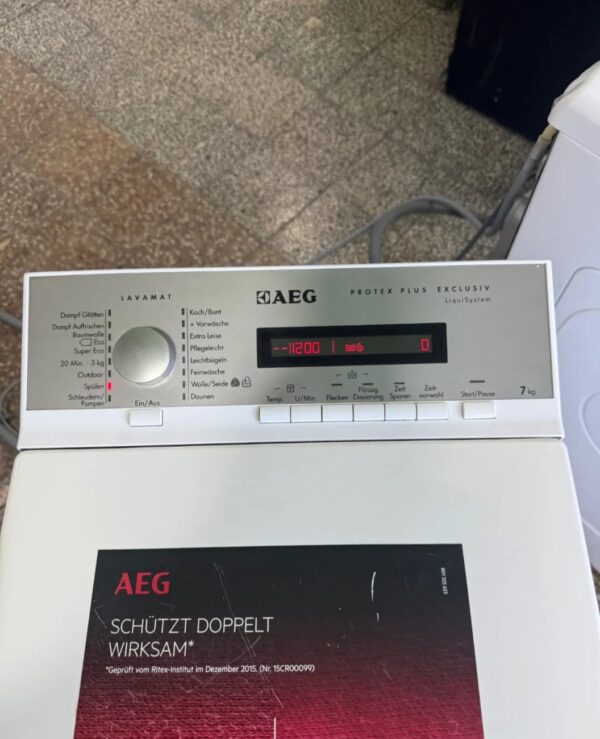 LAVAMAT
AEG
PROTEX PLUS EXCLUSIV
LiquiSystem
Dampf Glätten
Dampf Auffrischen
Baumwolle
Eco
Super Eco
20 Min. - 3 kg
Outdoor
Spülen
Schleudern/
Pumpen
Ein/Aus
Koch/Bunt
+ Vorwäsche
Extra Leise
Pflegeleicht
Leichtbügeln
Feinwäsche
Wolle/Seide
Daunen
1200
0
Temp.
U/Min.
Flecken
Flüssig
Dosierung
Zeit
Sparen
Zeit-
vorwahl
Start/Pause
7 kg
AEG
SCHÜTZT DOPPELT
WIRKSAM*
*Geprüft vom Ritex-Institut im Dezember 2015. (Nr. 15CR00099)